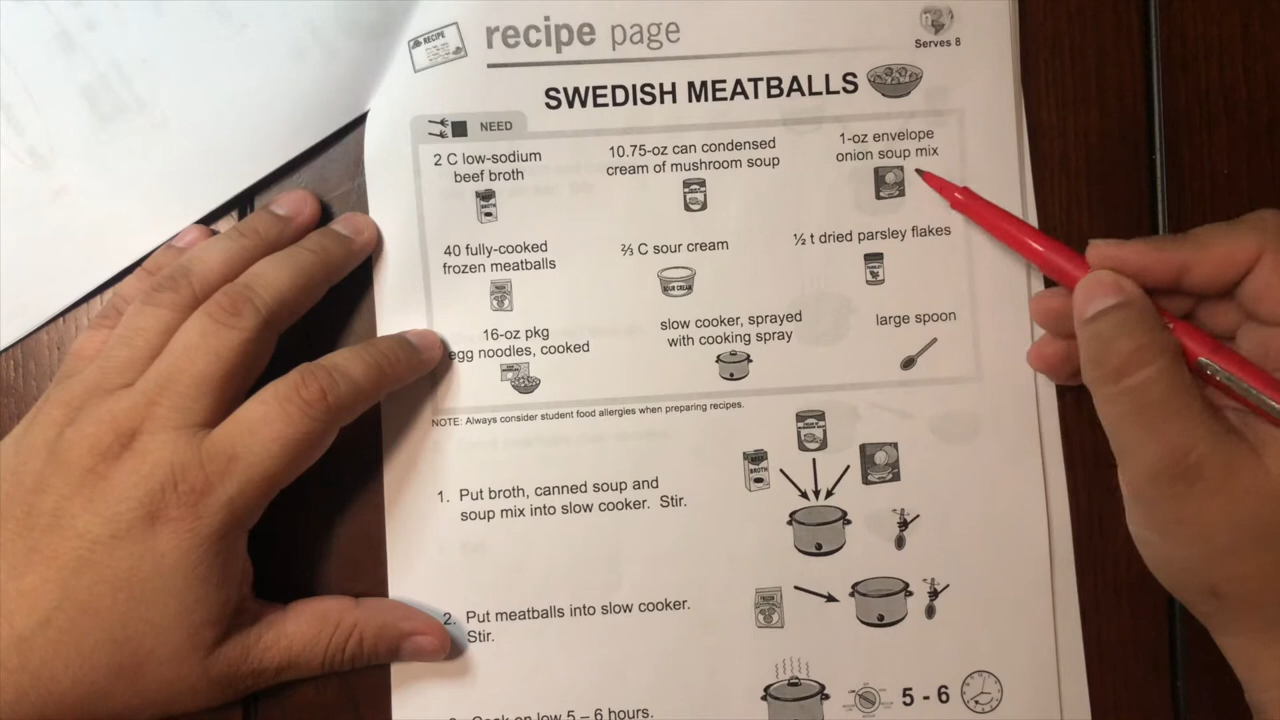 RECIPE
recipe page
Serves 8
SWEDISH MEATBALLS
NEED
2 C low-sodium
beef broth
10.75-oz can condensed
cream of mushroom soup
1-oz envelope
onion soup mix
BROTH
40 fully-cooked
frozen meatballs
⅔ C sour cream
½ t dried parsley flakes
SOUR CREAM
PARSLEY
16-oz pkg
egg noodles, cooked
slow cooker, sprayed
with cooking spray
large spoon
NOTE: Always consider student food allergies when preparing recipes.
1. Put broth, canned soup and
soup mix into slow cooker. Stir.
BEEF
BROTH
2. Put meatballs into slow cooker.
Stir.
FROZEN
Cook on low 5 – 6 hours.
5 - 6